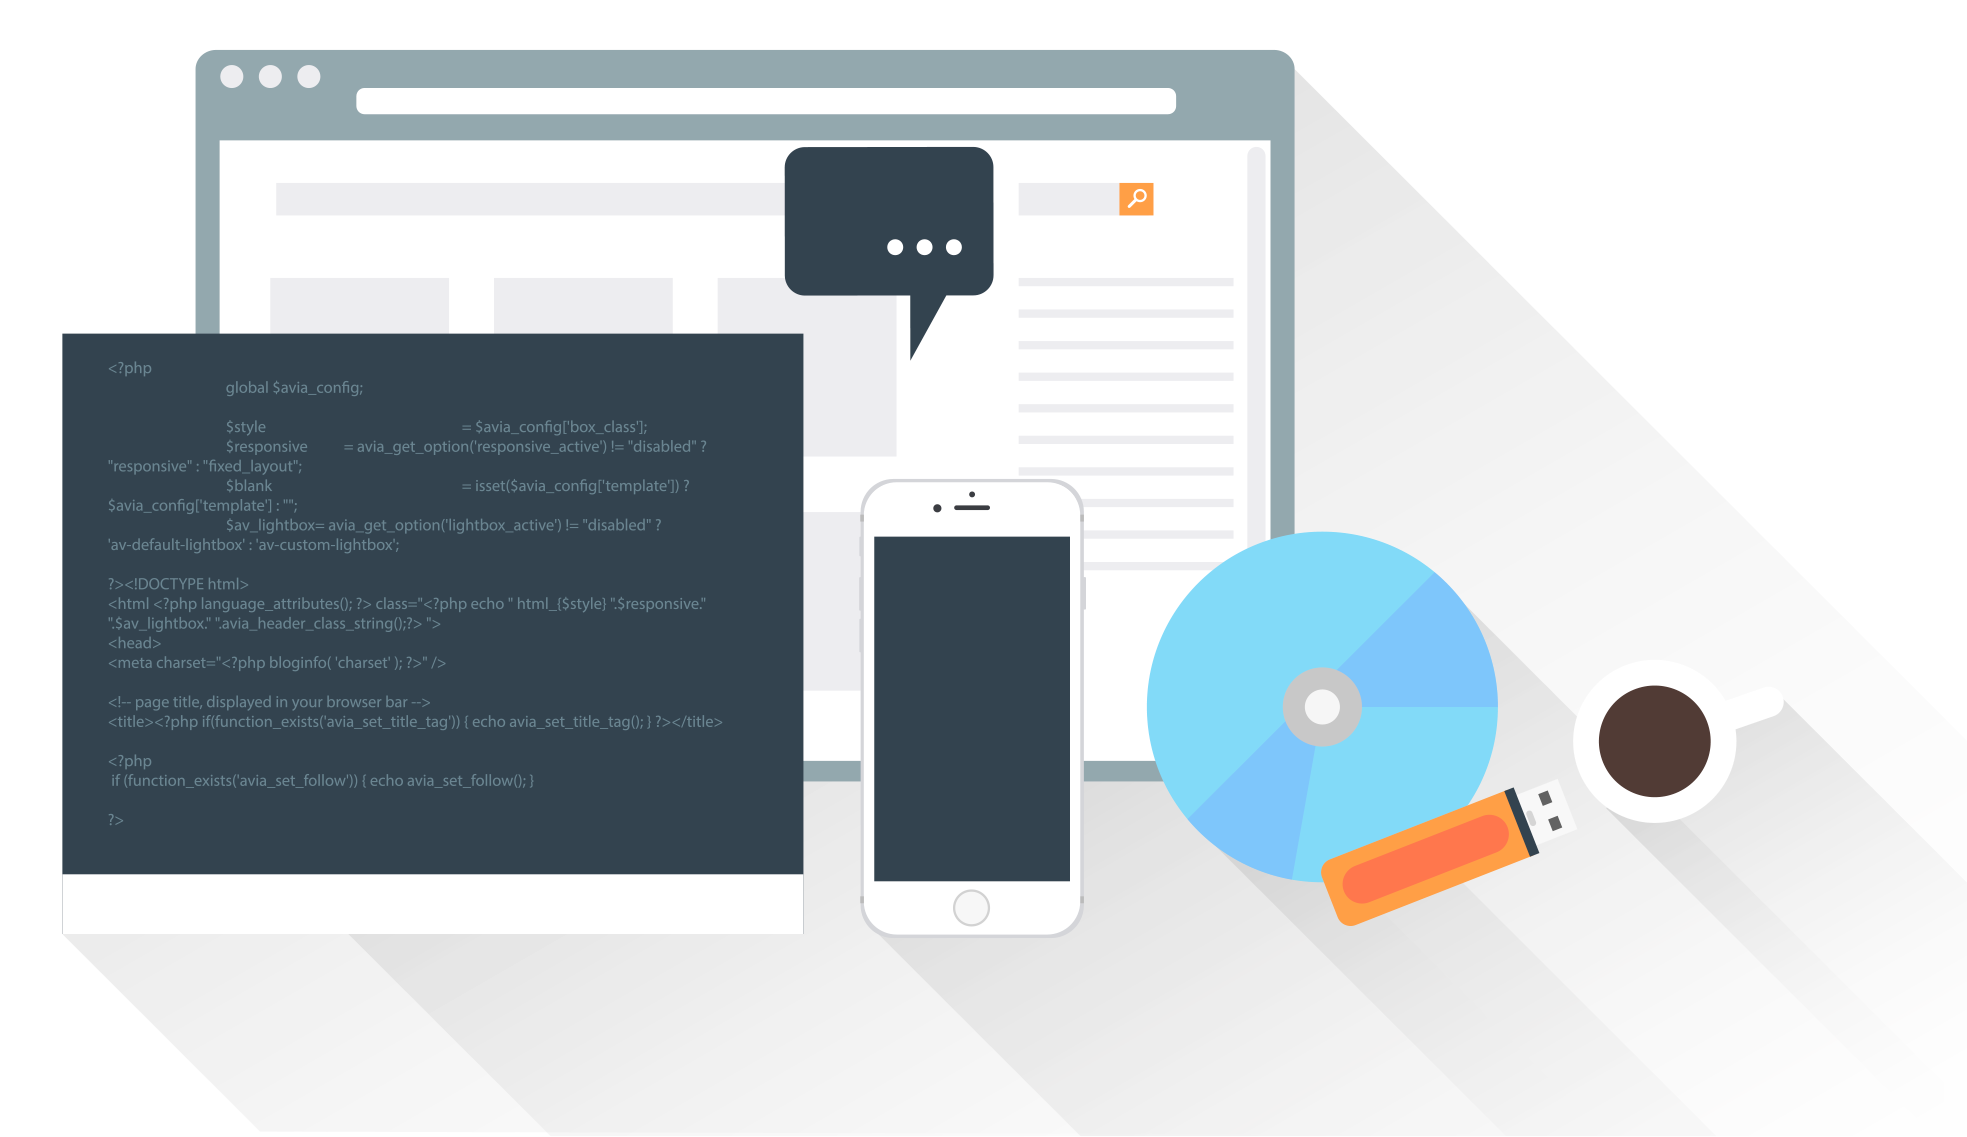 <?php
global $avia_config;
$style = $avia_config['box_class'];
$responsive = avia_get_option('responsive_active') != "disabled" ?
"responsive" : "fixed_layout";
$blank = isset($avia_config['template']) ?
$avia_config['template'] : "";
$av_lightbox= avia_get_option('lightbox_active') != "disabled" ?
'av-default-lightbox' : 'av-custom-lightbox';
?><!DOCTYPE html>
<html <?php language_attributes(); ?> class="<?php echo " html_{$style} ".$responsive."
".$av_lightbox." ".avia_header_class_string();?> ">
<head>
<meta charset="<?php bloginfo( 'charset' ); ?>" />
<!-- page title, displayed in your browser bar -->
<title><?php if(function_exists('avia_set_title_tag')) { echo avia_set_title_tag(); } ?></title>
<?php
if (function_exists('avia_set_follow')) { echo avia_set_follow(); }
?>